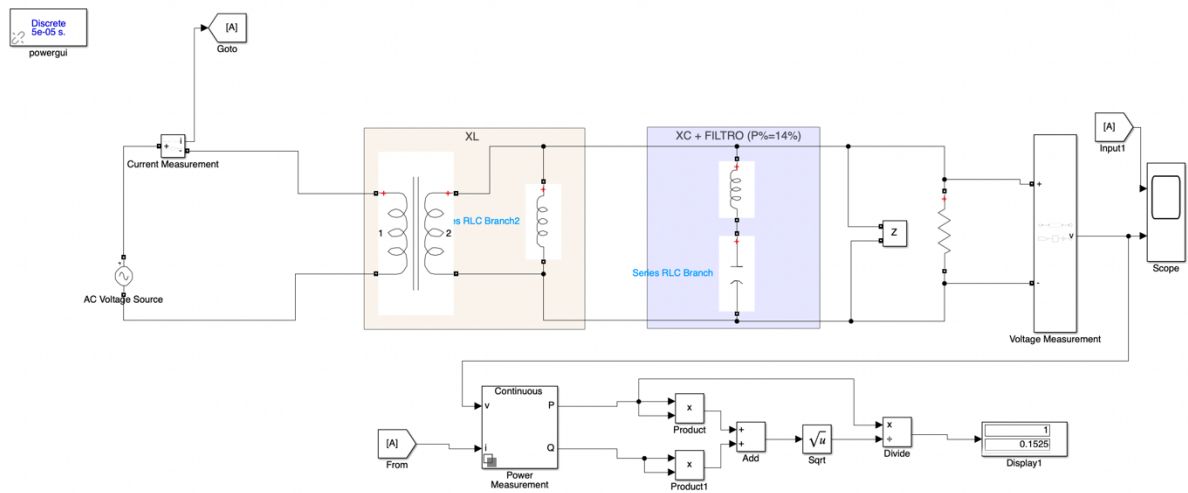 Discrete
5e-05 s.
powergui
[A]
Goto
+
i
-
Current Measurement
AC Voltage Source
XL
1
2
es RLC Branch2
XC + FILTRO (P%=14%)
Series RLC Branch
Z
+
v
-
Voltage Measurement
[A]
Input1
Scope
[A]
From
Continuous
v
P
i
Q
Power
Measurement
x
Product
x
Product1
+
+
Add
√u
Sqrt
x
÷
Divide
1
0.1525
Display1